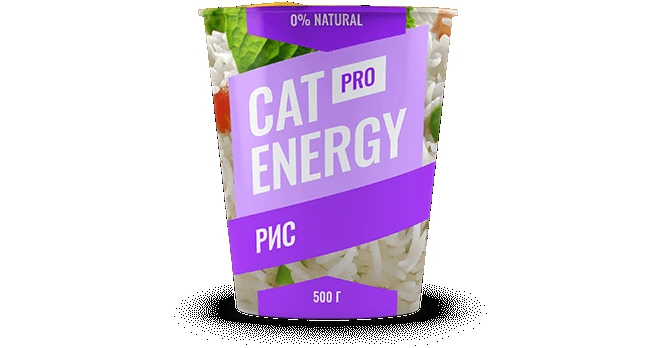 0% NATURAL
CAT PRO
ENERGY
РИС
500 Г